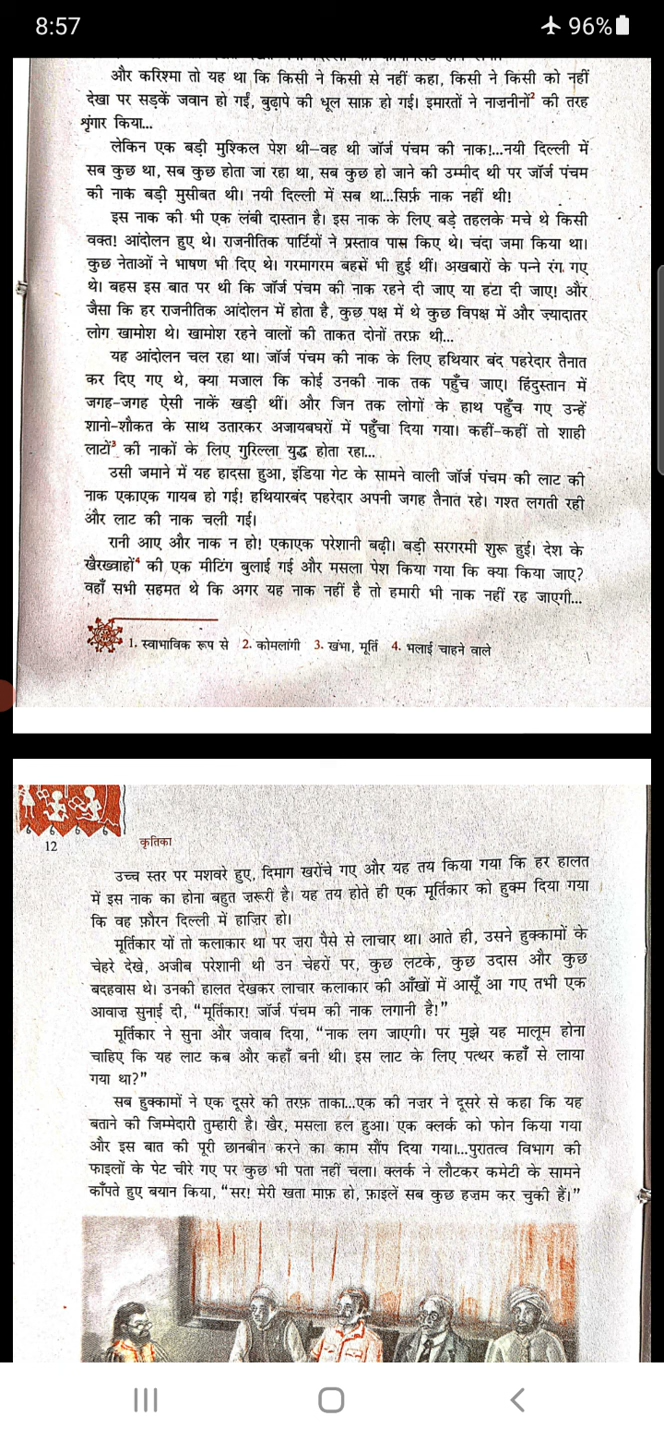 8:57
96%
और करिश्मा तो यह था कि किसी ने किसी से नहीं कहा, किसी ने किसी को नहीं
देखा पर सड़कें जवान हो गईं, बुढ़ापे की धूल साफ़ हो गई। इमारतों ने नाज़नीनों² की तरह
शृंगार किया...
लेकिन एक बड़ी मुश्किल पेश थी–वह थी जॉर्ज पंचम की नाक!...नयी दिल्ली में
सब कुछ था, सब कुछ होता जा रहा था, सब कुछ हो जाने की उम्मीद थी पर जॉर्ज पंचम
की नाक बड़ी मुसीबत थी। नयी दिल्ली में सब था...सिर्फ़ नाक नहीं थी!
इस नाक की भी एक लंबी दास्तान है। इस नाक के लिए बड़े तहलके मचे थे किसी
वक्त! आंदोलन हुए थे। राजनीतिक पार्टियों ने प्रस्ताव पास किए थे। चंदा जमा किया था।
कुछ नेताओं ने भाषण भी दिए थे। गरमागरम बहसें भी हुई थीं। अखबारों के पन्ने रंग गए
थे। बहस इस बात पर थी कि जॉर्ज पंचम की नाक रहने दी जाए या हटा दी जाए! और
जैसा कि हर राजनीतिक आंदोलन में होता है, कुछ पक्ष में थे कुछ विपक्ष में और ज़्यादातर
लोग खामोश थे। खामोश रहने वालों की ताकत दोनों तरफ़ थी...
यह आंदोलन चल रहा था। जॉर्ज पंचम की नाक के लिए हथियार बंद पहरेदार तैनात
कर दिए गए थे, क्या मजाल कि कोई उनकी नाक तक पहुँच जाए। हिंदुस्तान में
जगह-जगह ऐसी नाकें खड़ी थीं। और जिन तक लोगों के हाथ पहुँच गए उन्हें
शानो-शौकत के साथ उतारकर अजायबघरों में पहुँचा दिया गया। कहीं-कहीं तो शाही
लाटों³ की नाकों के लिए गुरिल्ला युद्ध होता रहा...
उसी जमाने में यह हादसा हुआ, इंडिया गेट के सामने वाली जॉर्ज पंचम की लाट की
नाक एकाएक गायब हो गई! हथियारबंद पहरेदार अपनी जगह तैनात रहे। गश्त लगती रही
और लाट की नाक चली गई।
रानी आए और नाक न हो! एकाएक परेशानी बढ़ी। बड़ी सरगरमी शुरू हुई। देश के
खैरख्वाहों⁴ की एक मीटिंग बुलाई गई और मसला पेश किया गया कि क्या किया जाए?
वहाँ सभी सहमत थे कि अगर यह नाक नहीं है तो हमारी भी नाक नहीं रह जाएगी...
1. स्वाभाविक रूप से 2. कोमलांगी 3. खंभा, मूर्ति 4. भलाई चाहने वाले
12
कृतिका
उच्च स्तर पर मशवरे हुए, दिमाग खरोंचे गए और यह तय किया गया कि हर हालत
में इस नाक का होना बहुत ज़रूरी है। यह तय होते ही एक मूर्तिकार को हुक्म दिया गया
कि वह फ़ौरन दिल्ली में हाज़िर हो।
मूर्तिकार यों तो कलाकार था पर ज़रा पैसे से लाचार था। आते ही, उसने हुक्कामों के
चेहरे देखे, अजीब परेशानी थी उन चेहरों पर, कुछ लटके, कुछ उदास और कुछ
बदहवास थे। उनकी हालत देखकर लाचार कलाकार की आँखों में आसूँ आ गए तभी एक
आवाज़ सुनाई दी, “मूर्तिकार! जॉर्ज पंचम की नाक लगानी है!”
मूर्तिकार ने सुना और जवाब दिया, “नाक लग जाएगी। पर मुझे यह मालूम होना
चाहिए कि यह लाट कब और कहाँ बनी थी। इस लाट के लिए पत्थर कहाँ से लाया
गया था?”
सब हुक्कामों ने एक दूसरे की तरफ़ ताका...एक की नज़र ने दूसरे से कहा कि यह
बताने की जिम्मेदारी तुम्हारी है। खैर, मसला हल हुआ। एक क्लर्क को फोन किया गया
और इस बात की पूरी छानबीन करने का काम सौंप दिया गया।...पुरातत्व विभाग की
फाइलों के पेट चीरे गए पर कुछ भी पता नहीं चला। क्लर्क ने लौटकर कमेटी के सामने
काँपते हुए बयान किया, “सर! मेरी खता माफ़ हो, फ़ाइलें सब कुछ हज़म कर चुकी हैं।”